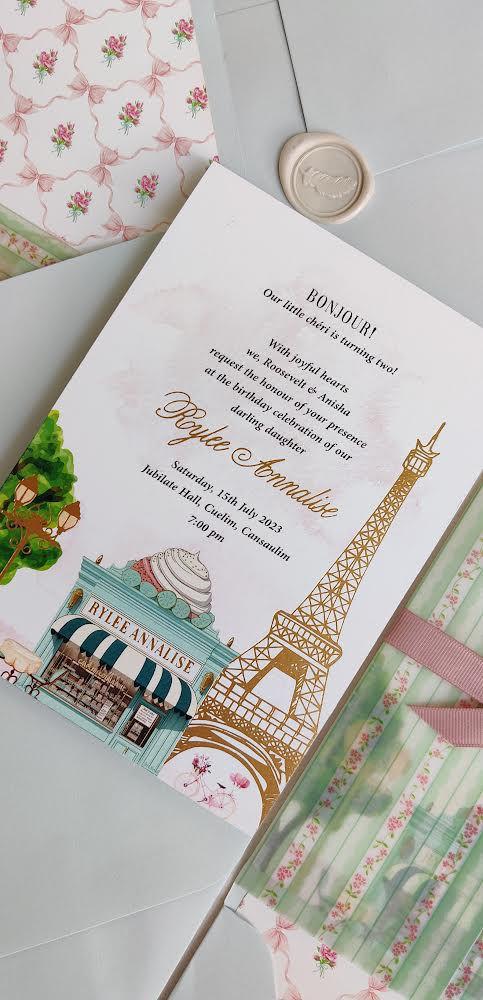 BONJOUR!
Our little chéri is turning two!
With joyful hearts
we, Roosevelt & Anisha
request the honour of your presence
at the birthday celebration of our
darling daughter
Rylee Annalise
Saturday, 15th July 2023
Jubilate Hall, Cuelim, Cansaulim
7:00 pm
RYLEE ANNALISE